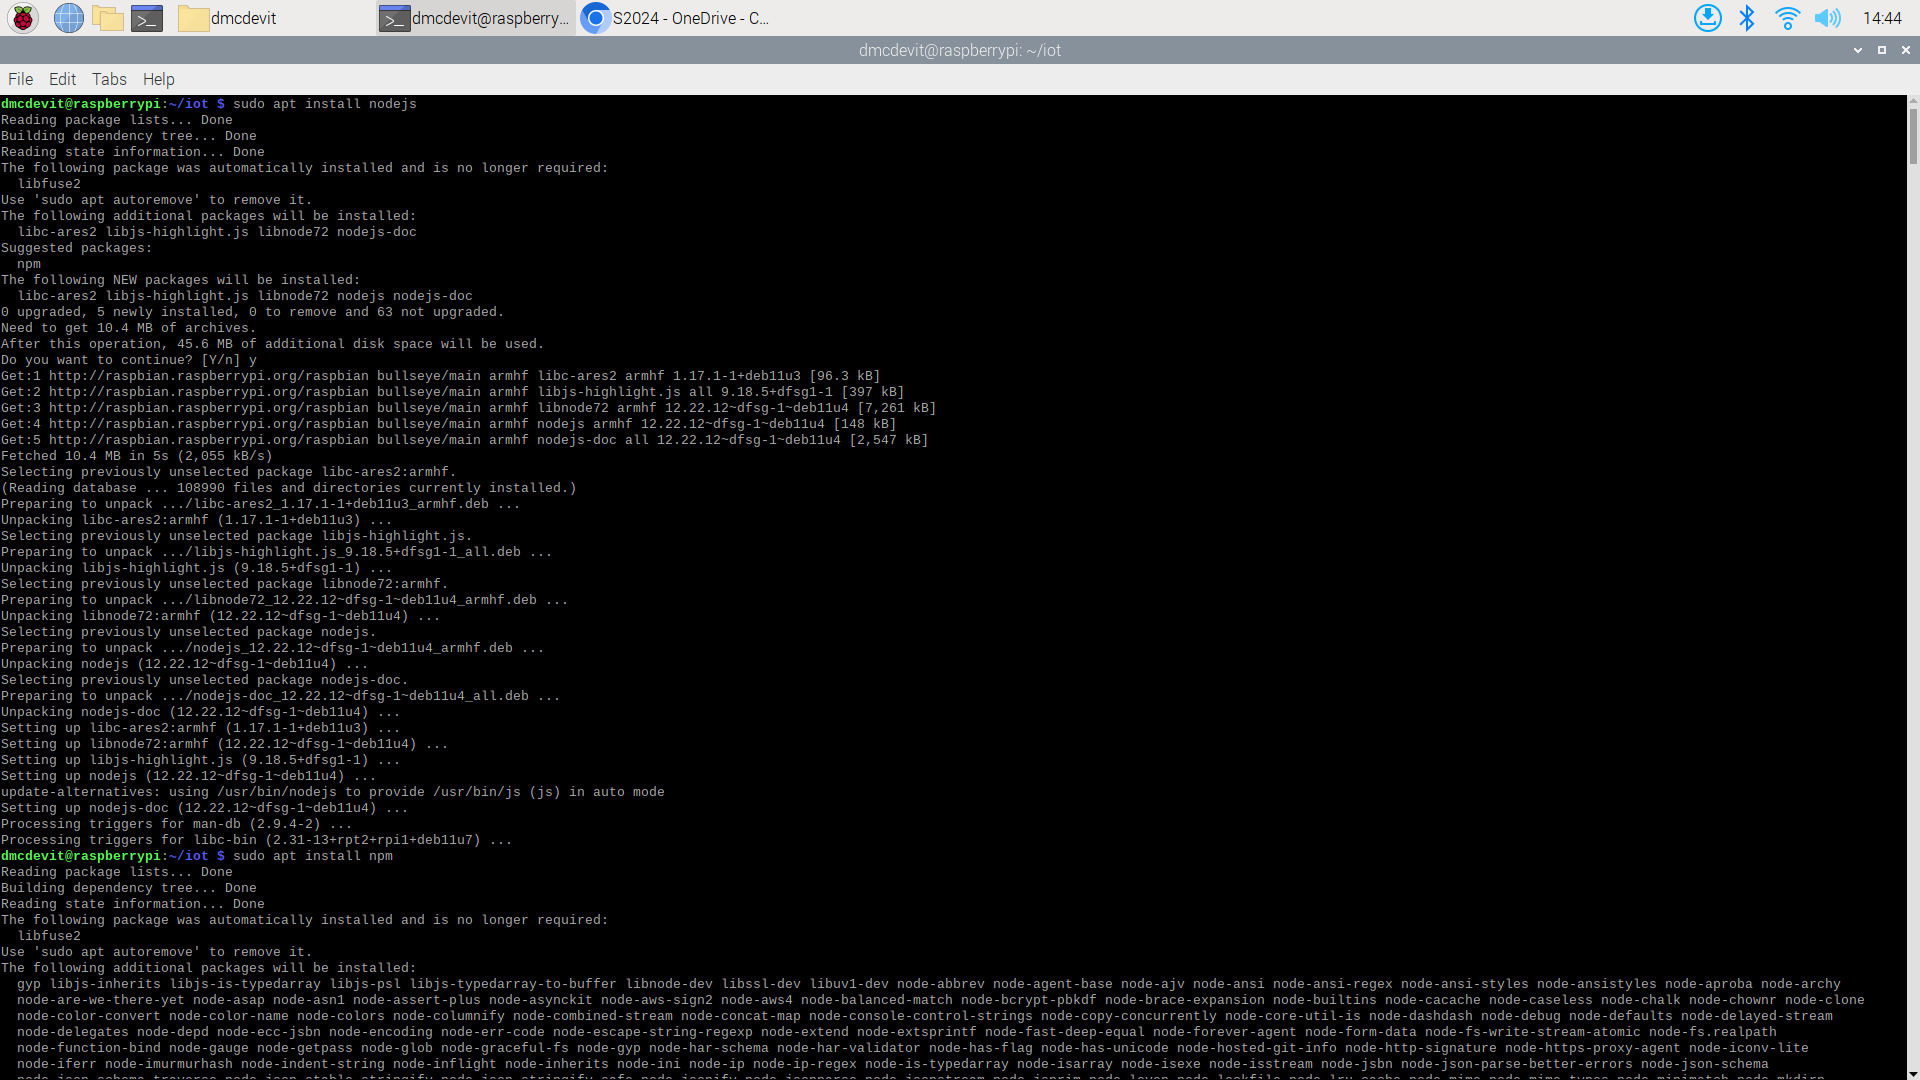 dmcdevit
dmcdevit@raspberry...
S2024 - OneDrive - C...
14:44
dmcdevit@raspberrypi: ~/iot
File Edit Tabs Help
dmcdevit@raspberrypi:~/iot $ sudo apt install nodejs
Reading package lists... Done
Building dependency tree... Done
Reading state information... Done
The following package was automatically installed and is no longer required:
  libfuse2
Use 'sudo apt autoremove' to remove it.
The following additional packages will be installed:
  libc-ares2 libjs-highlight.js libnode72 nodejs-doc
Suggested packages:
  npm
The following NEW packages will be installed:
  libc-ares2 libjs-highlight.js libnode72 nodejs nodejs-doc
0 upgraded, 5 newly installed, 0 to remove and 63 not upgraded.
Need to get 10.4 MB of archives.
After this operation, 45.6 MB of additional disk space will be used.
Do you want to continue? [Y/n] y
Get:1 http://raspbian.raspberrypi.org/raspbian bullseye/main armhf libc-ares2 armhf 1.17.1-1+deb11u3 [96.3 kB]
Get:2 http://raspbian.raspberrypi.org/raspbian bullseye/main armhf libjs-highlight.js all 9.18.5+dfsg1-1 [397 kB]
Get:3 http://raspbian.raspberrypi.org/raspbian bullseye/main armhf libnode72 armhf 12.22.12~dfsg-1~deb11u4 [7,261 kB]
Get:4 http://raspbian.raspberrypi.org/raspbian bullseye/main armhf nodejs armhf 12.22.12~dfsg-1~deb11u4 [148 kB]
Get:5 http://raspbian.raspberrypi.org/raspbian bullseye/main armhf nodejs-doc all 12.22.12~dfsg-1~deb11u4 [2,547 kB]
Fetched 10.4 MB in 5s (2,055 kB/s)
Selecting previously unselected package libc-ares2:armhf.
(Reading database ... 108990 files and directories currently installed.)
Preparing to unpack .../libc-ares2_1.17.1-1+deb11u3_armhf.deb ...
Unpacking libc-ares2:armhf (1.17.1-1+deb11u3) ...
Selecting previously unselected package libjs-highlight.js.
Preparing to unpack .../libjs-highlight.js_9.18.5+dfsg1-1_all.deb ...
Unpacking libjs-highlight.js (9.18.5+dfsg1-1) ...
Selecting previously unselected package libnode72:armhf.
Preparing to unpack .../libnode72_12.22.12~dfsg-1~deb11u4_armhf.deb ...
Unpacking libnode72:armhf (12.22.12~dfsg-1~deb11u4) ...
Selecting previously unselected package nodejs.
Preparing to unpack .../nodejs_12.22.12~dfsg-1~deb11u4_armhf.deb ...
Unpacking nodejs (12.22.12~dfsg-1~deb11u4) ...
Selecting previously unselected package nodejs-doc.
Preparing to unpack .../nodejs-doc_12.22.12~dfsg-1~deb11u4_all.deb ...
Unpacking nodejs-doc (12.22.12~dfsg-1~deb11u4) ...
Setting up libc-ares2:armhf (1.17.1-1+deb11u3) ...
Setting up libnode72:armhf (12.22.12~dfsg-1~deb11u4) ...
Setting up libjs-highlight.js (9.18.5+dfsg1-1) ...
Setting up nodejs (12.22.12~dfsg-1~deb11u4) ...
update-alternatives: using /usr/bin/nodejs to provide /usr/bin/js (js) in auto mode
Setting up nodejs-doc (12.22.12~dfsg-1~deb11u4) ...
Processing triggers for man-db (2.9.4-2) ...
Processing triggers for libc-bin (2.31-13+rpt2+rpi1+deb11u7) ...
dmcdevit@raspberrypi:~/iot $ sudo apt install npm
Reading package lists... Done
Building dependency tree... Done
Reading state information... Done
The following package was automatically installed and is no longer required:
  libfuse2
Use 'sudo apt autoremove' to remove it.
The following additional packages will be installed:
  gyp libjs-inherits libjs-is-typedarray libjs-psl libjs-typedarray-to-buffer libnode-dev libssl-dev libuv1-dev node-abbrev node-agent-base node-ajv node-ansi node-ansi-regex node-ansi-styles node-ansistyles node-aproba node-archy
  node-are-we-there-yet node-asap node-asn1 node-assert-plus node-asynckit node-aws-sign2 node-aws4 node-balanced-match node-bcrypt-pbkdf node-brace-expansion node-builtins node-cacache node-caseless node-chalk node-chownr node-clone
  node-color-convert node-color-name node-colors node-columnify node-combined-stream node-concat-map node-console-control-strings node-copy-concurrently node-core-util-is node-dashdash node-debug node-defaults node-delayed-stream
  node-delegates node-depd node-ecc-jsbn node-encoding node-err-code node-escape-string-regexp node-extend node-extsprintf node-fast-deep-equal node-forever-agent node-form-data node-fs-write-stream-atomic node-fs.realpath
  node-function-bind node-gauge node-getpass node-glob node-graceful-fs node-gyp node-har-schema node-har-validator node-has-flag node-has-unicode node-hosted-git-info node-http-signature node-https-proxy-agent node-iconv-lite
  node-iferr node-imurmurhash node-indent-string node-inflight node-inherits node-ini node-ip node-ip-regex node-is-typedarray node-isarray node-isexe node-isstream node-jsbn node-json-parse-better-errors node-json-schema